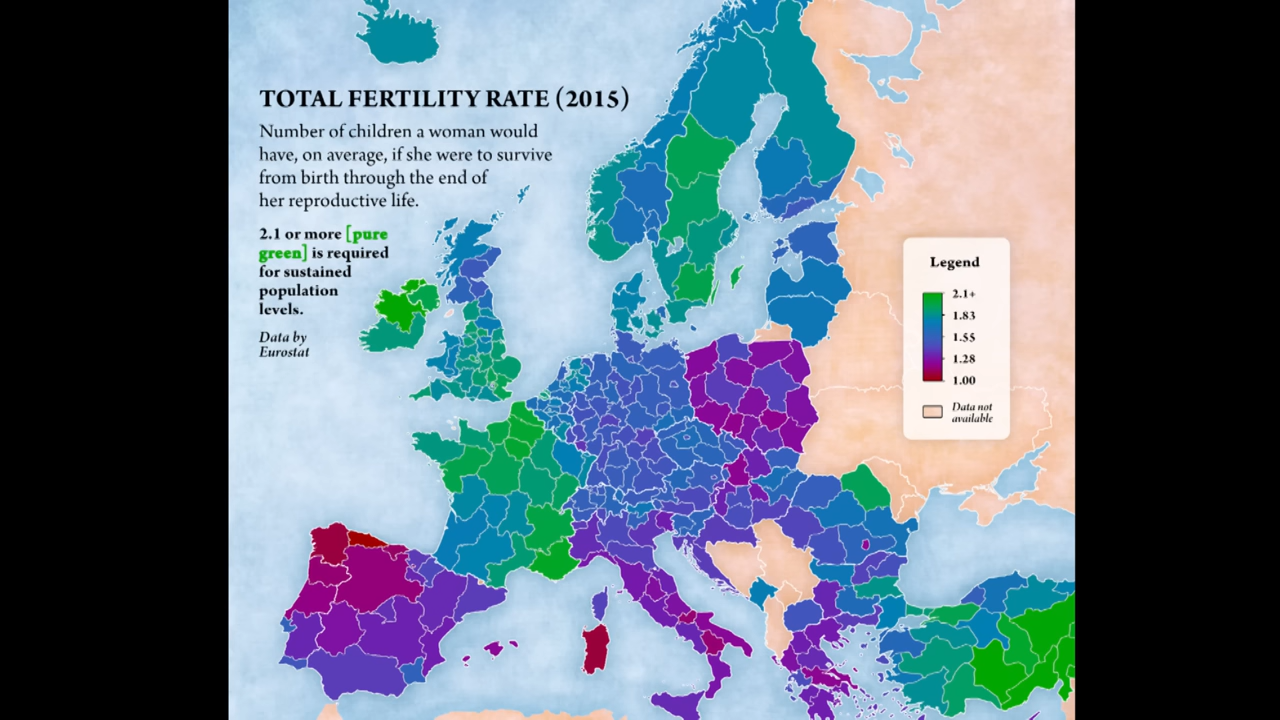 TOTAL FERTILITY RATE (2015)
Number of children a woman would
have, on average, if she were to survive
from birth through the end of
her reproductive life.
2.1 or more [pure
green] is required
for sustained
population
levels.
Data by
Eurostat
Legend
2.1+
1.83
1.55
1.28
1.00
Data not
available